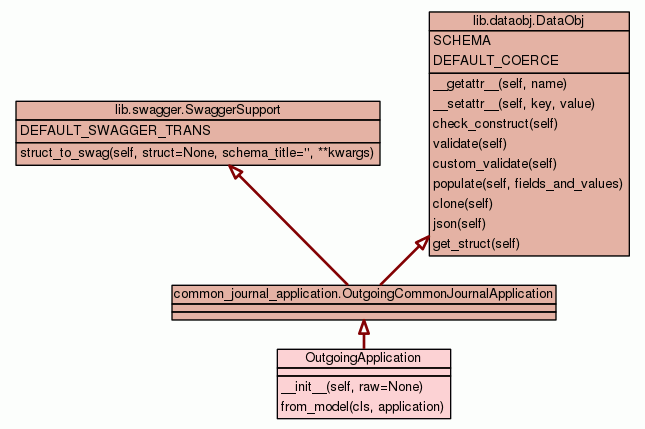 lib.dataobj.DataObj
SCHEMA
DEFAULT_COERCE
__getattr__(self, name)
__setattr__(self, key, value)
check_construct(self)
validate(self)
custom_validate(self)
populate(self, fields_and_values)
clone(self)
json(self)
get_struct(self)
lib.swagger.SwaggerSupport
DEFAULT_SWAGGER_TRANS
struct_to_swag(self, struct=None, schema_title='', **kwargs)
common_journal_application.OutgoingCommonJournalApplication
OutgoingApplication
__init__(self, raw=None)
from_model(cls, application)